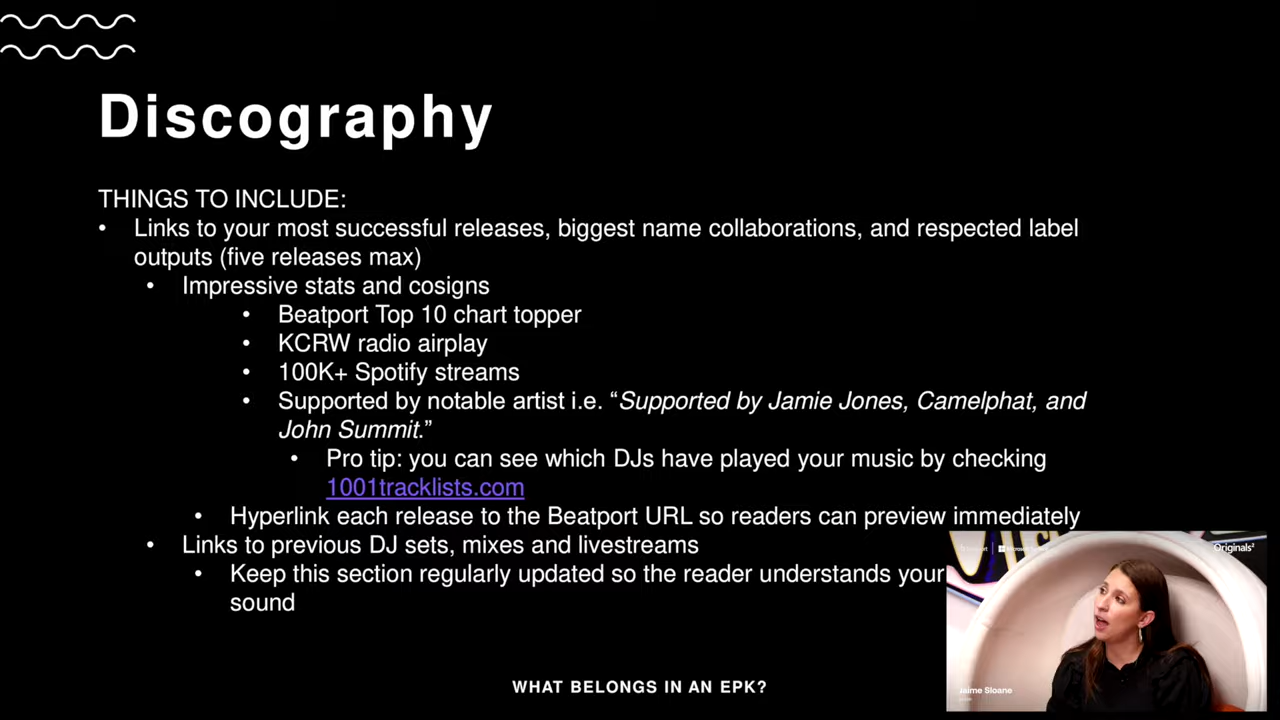 Discography
THINGS TO INCLUDE:
• Links to your most successful releases, biggest name collaborations, and respected label
outputs (five releases max)
• Impressive stats and cosigns
• Beatport Top 10 chart topper
• KCRW radio airplay
• 100K+ Spotify streams
• Supported by notable artist i.e. “Supported by Jamie Jones, Camelphat, and
John Summit.”
• Pro tip: you can see which DJs have played your music by checking
1001tracklists.com
• Hyperlink each release to the Beatport URL so readers can preview immediately
• Links to previous DJ sets, mixes and livestreams
• Keep this section regularly updated so the reader understands your
sound
Originals²
Jaime Sloane
WHAT BELONGS IN AN EPK?